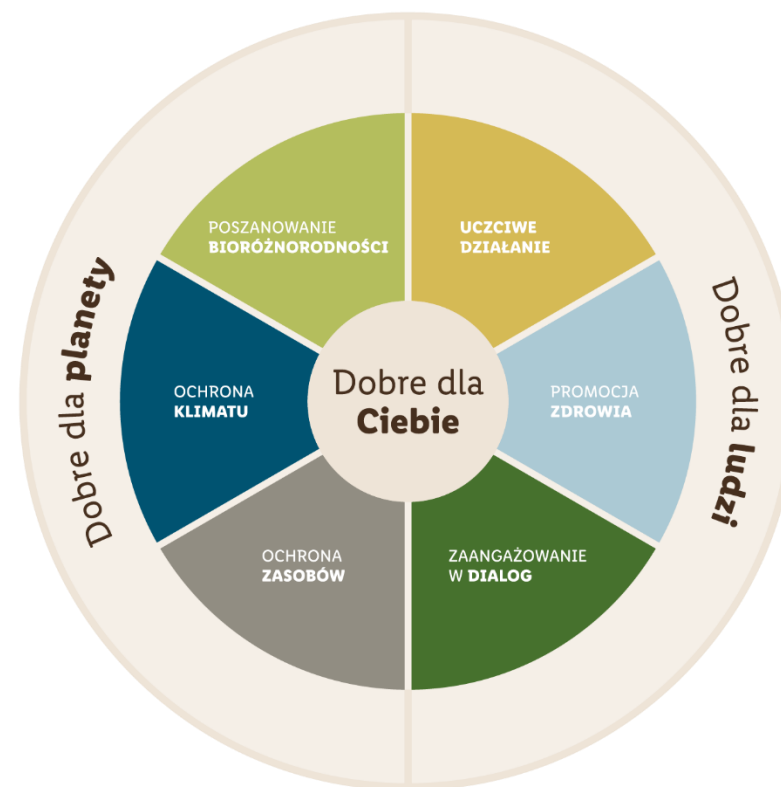 POSZANOWANIE
BIORÓŻNORODNOŚCI
UCZCIWE
DZIAŁANIE
Dobre dla planety
OCHRONA
KLIMATU
Dobre dla
Ciebie
PROMOCJA
ZDROWIA
Dobre dla ludzi
OCHRONA
ZASOBÓW
ZAANGAŻOWANIE
W DIALOG